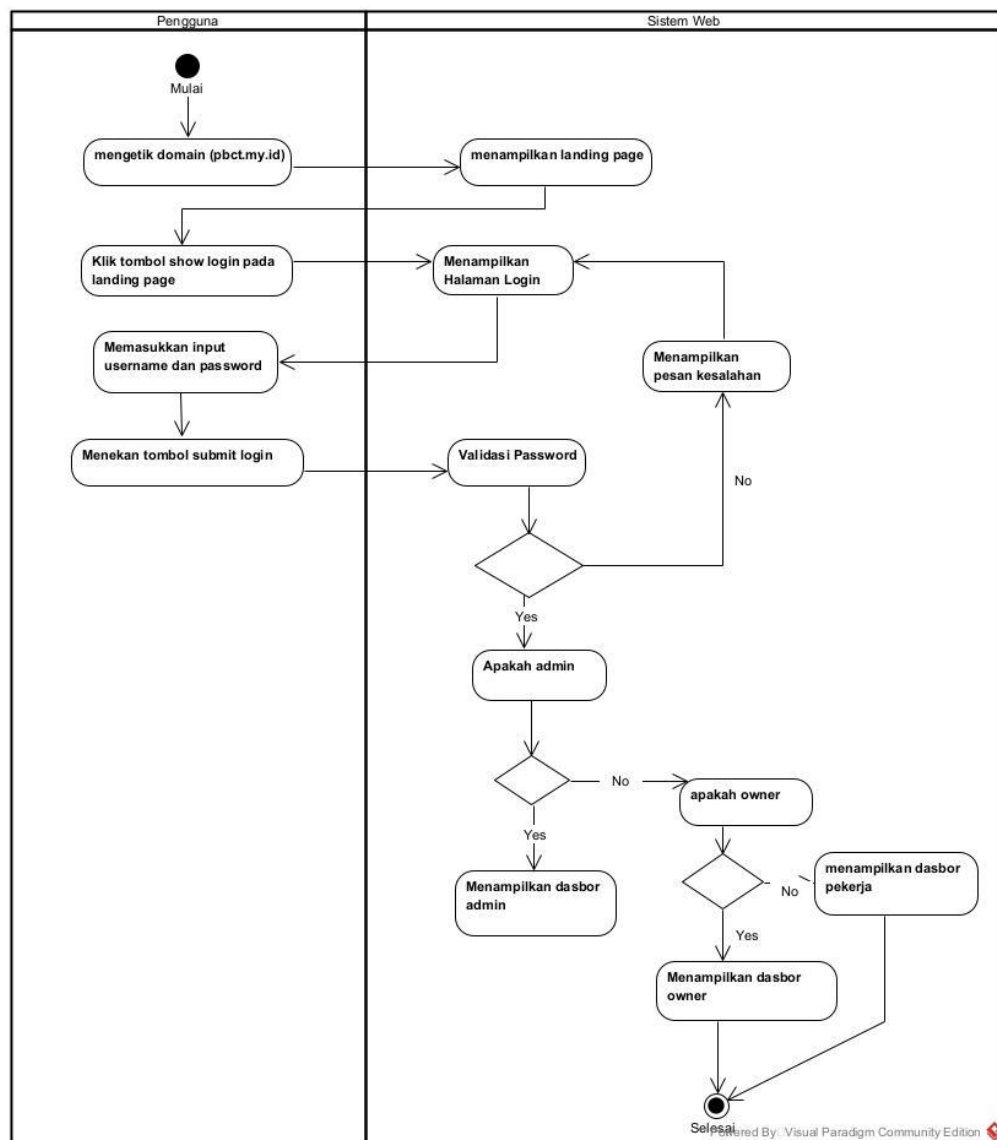 Pengguna
Sistem Web
Mulai
mengetik domain (pbct.my.id)
menampilkan landing page
Klik tombol show login pada
landing page
Menampilkan
Halaman Login
Memasukkan input
username dan password
Menampilkan
pesan kesalahan
Menekan tombol submit login
Validasi Password
No
Yes
Apakah admin
No
apakah owner
Yes
Menampilkan dasbor
admin
No
menampilkan dasbor
pekerja
Yes
Menampilkan dasbor
owner
Selesai
Powered By: Visual Paradigm Community Edition